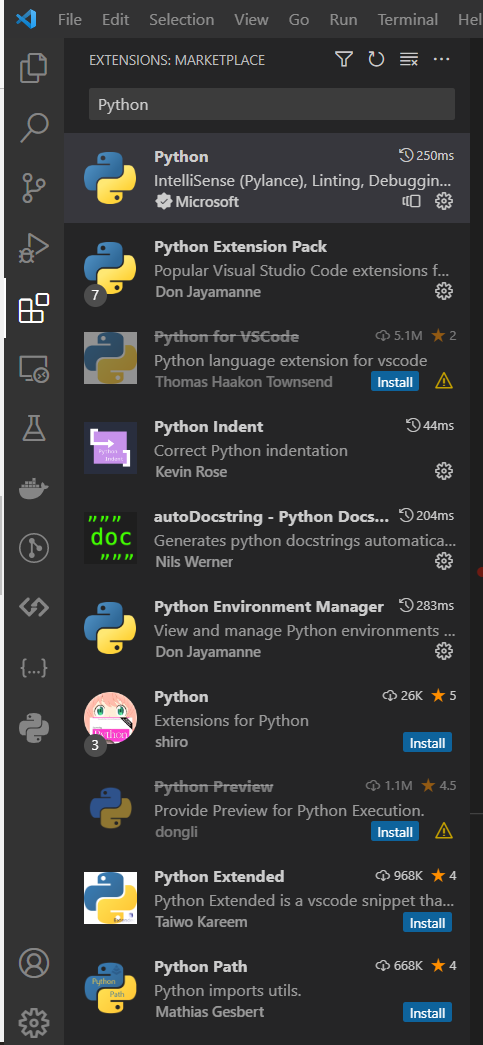 File Edit Selection View Go Run Terminal Hel
EXTENSIONS: MARKETPLACE
Python
Python 250ms
IntelliSense (Pylance), Linting, Debuggin...
Microsoft
Python Extension Pack
Popular Visual Studio Code extensions f...
7
Don Jayamanne
Python for VSCode 5.1M 2
Python language extension for vscode
Thomas Haakon Townsend Install
Python Indent 44ms
Python
Indent
Correct Python indentation
Kevin Rose
autoDocstring - Python Docs... 204ms
"""
doc
"""
Generates python docstrings automatica...
Nils Werner
Python Environment Manager 283ms
View and manage Python environments ...
Don Jayamanne
Python 26K 5
Extensions for Python
Python
3
shiro Install
Python Preview 1.1M 4.5
Provide Preview for Python Execution.
dongli Install
Python Extended 968K 4
Python Extended is a vscode snippet tha...
Taiwo Kareem Install
Python Path 668K 4
Python
Path
Python imports utils.
Mathias Gesbert Install
{...}